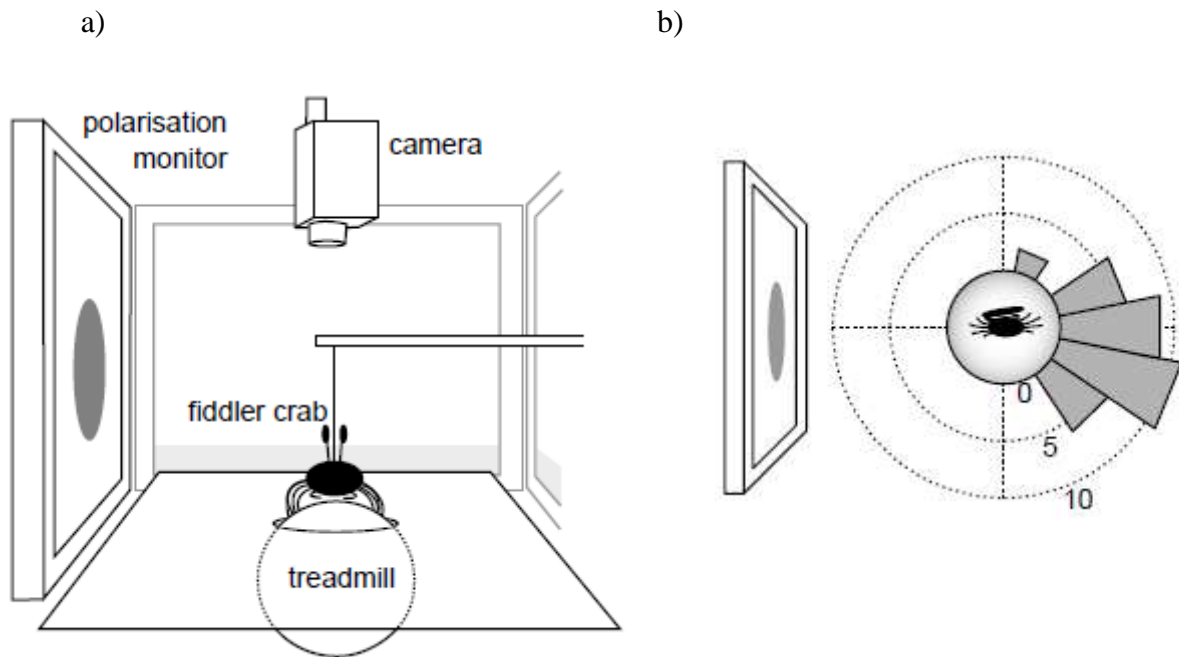 a)
b)
polarisation
monitor
camera
fiddler crab
treadmill
0
5
10